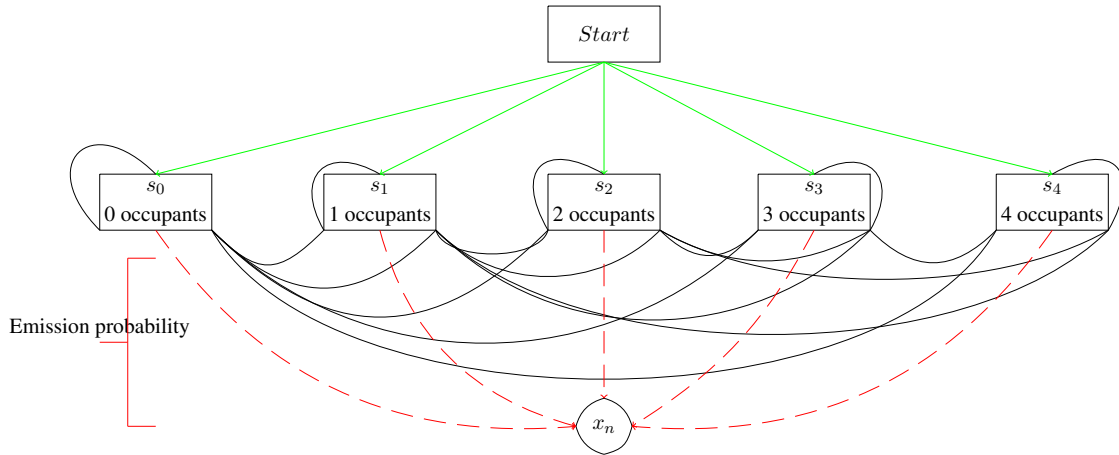 Start
s₀
0 occupants
s₁
1 occupants
s₂
2 occupants
s₃
3 occupants
s₄
4 occupants
Emission probability
xₙ